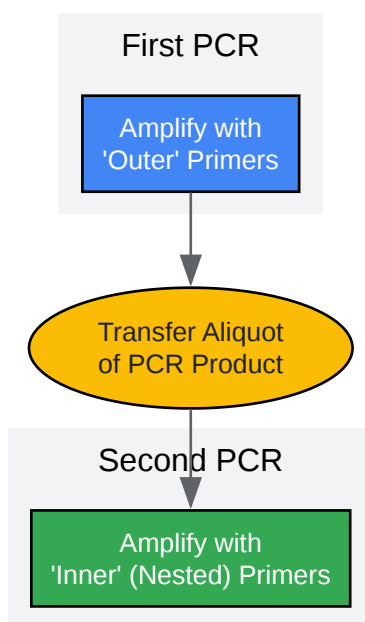 First PCR
Amplify with
'Outer' Primers
Transfer Aliquot
of PCR Product
Second PCR
Amplify with
'Inner' (Nested) Primers